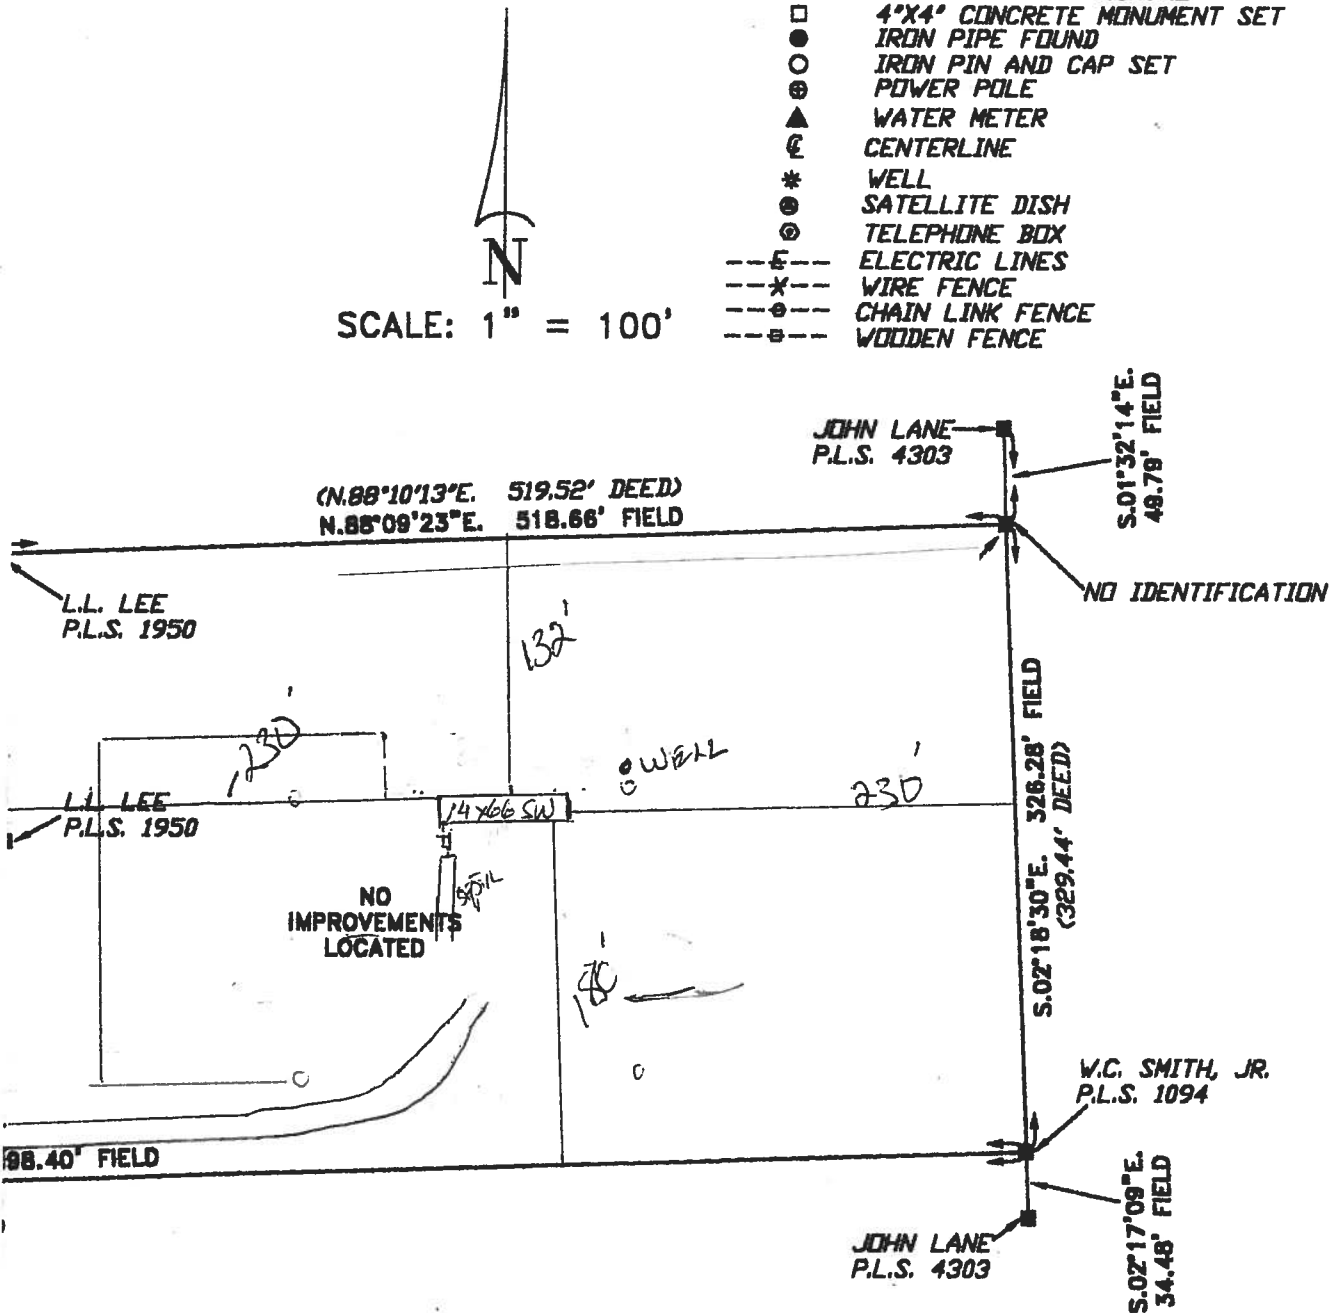 4"X4" CONCRETE MONUMENT SET
IRON PIPE FOUND
IRON PIN AND CAP SET
POWER POLE
WATER METER
CENTERLINE
WELL
SATELLITE DISH
TELEPHONE BOX
E ELECTRIC LINES
X WIRE FENCE
CHAIN LINK FENCE
WOODEN FENCE
N
SCALE: 1" = 100'
JOHN LANE
P.L.S. 4303
S.01°32'14"E.
49.79' FIELD
(N.88°10'13"E. 519.52' DEED)
N.88°09'23"E. 518.66' FIELD
L.L. LEE
P.L.S. 1950
NO IDENTIFICATION
132'
230'
WELL
230'
L.L. LEE
P.L.S. 1950
14X66 SW
S.02°18'30"E. 326.28' FIELD
(329.44' DEED)
NO
IMPROVEMENTS
LOCATED
W.C. SMITH, JR.
P.L.S. 1094
98.40' FIELD
JOHN LANE
P.L.S. 4303
S.02°17'09"E.
34.48' FIELD